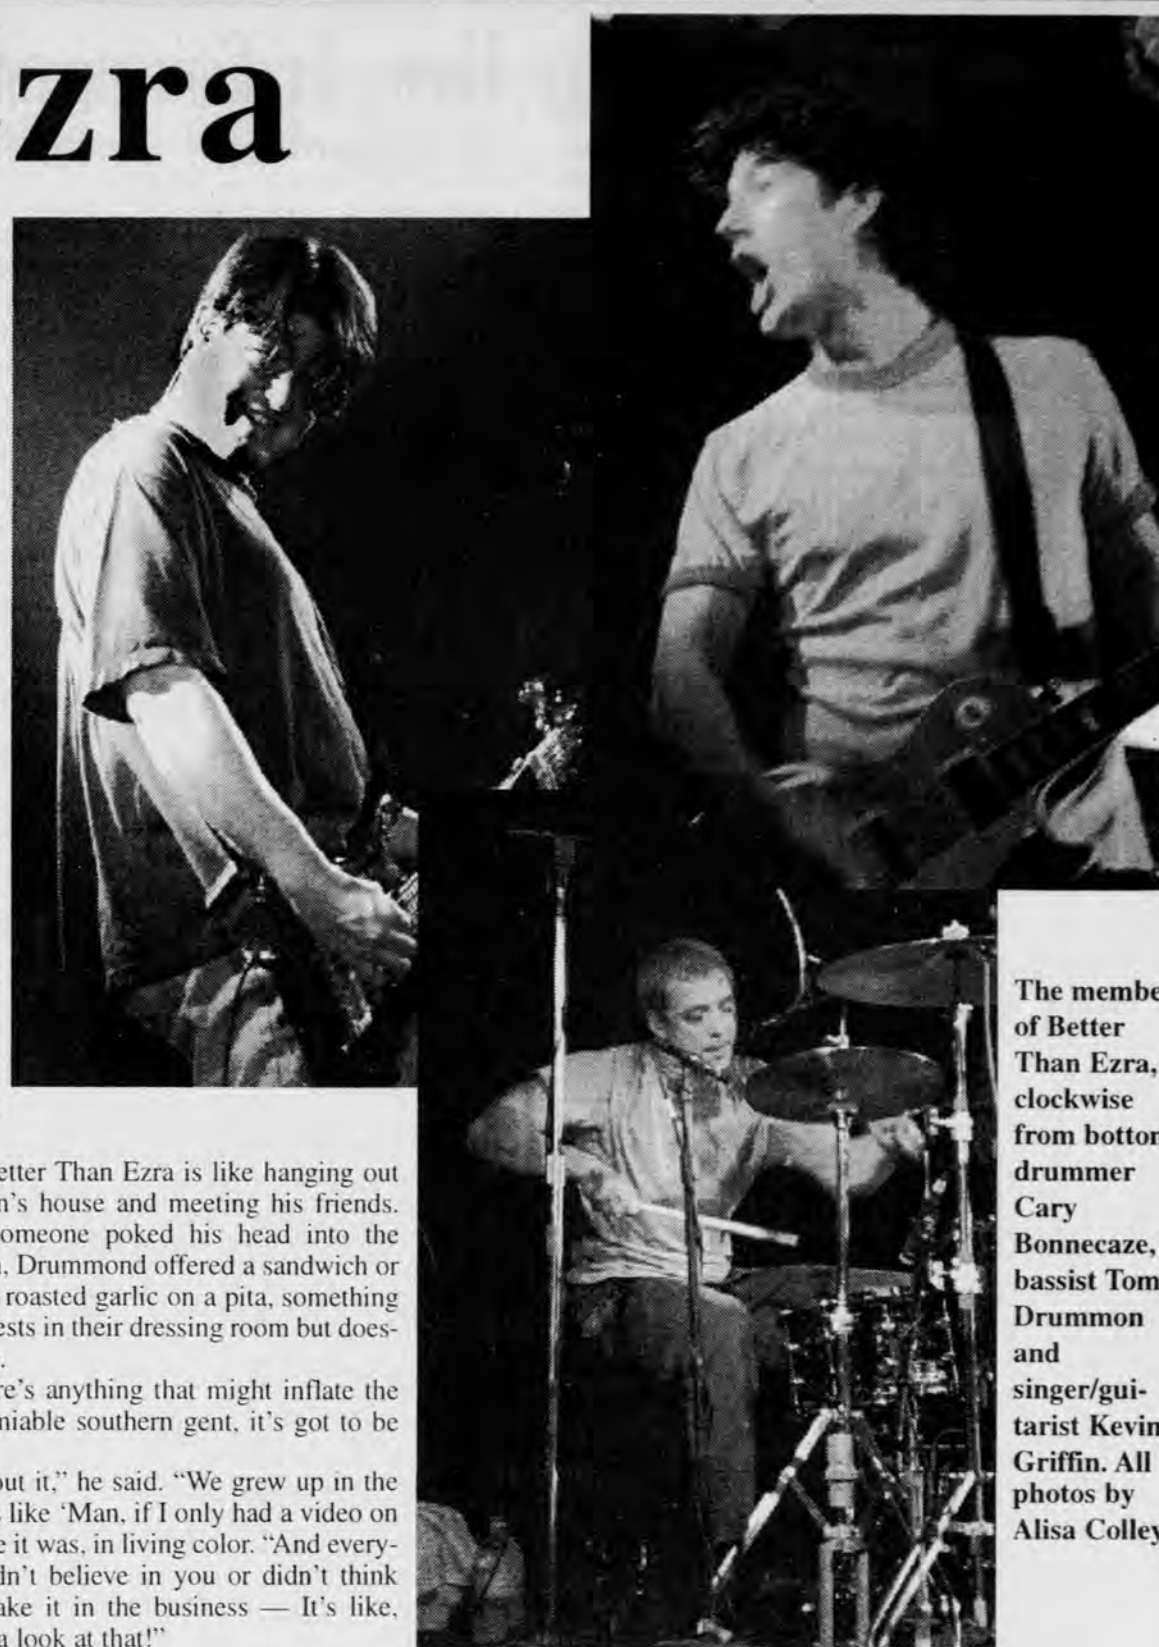 zra
etter Than Ezra is like hanging out
n's house and meeting his friends.
omeone poked his head into the
, Drummond offered a sandwich or
roasted garlic on a pita, something
ests in their dressing room but does-
.
re's anything that might inflate the
miable southern gent, it's got to be
out it," he said. "We grew up in the
like 'Man, if I only had a video on
e it was, in living color. "And every-
dn't believe in you or didn't think
ake it in the business — It's like,
a look at that!"
The membe
of Better
Than Ezra,
clockwise
from botton
drummer
Cary
Bonnecaze,
bassist Tom
Drummon
and
singer/gui-
tarist Kevin
Griffin. All
photos by
Alisa Colley